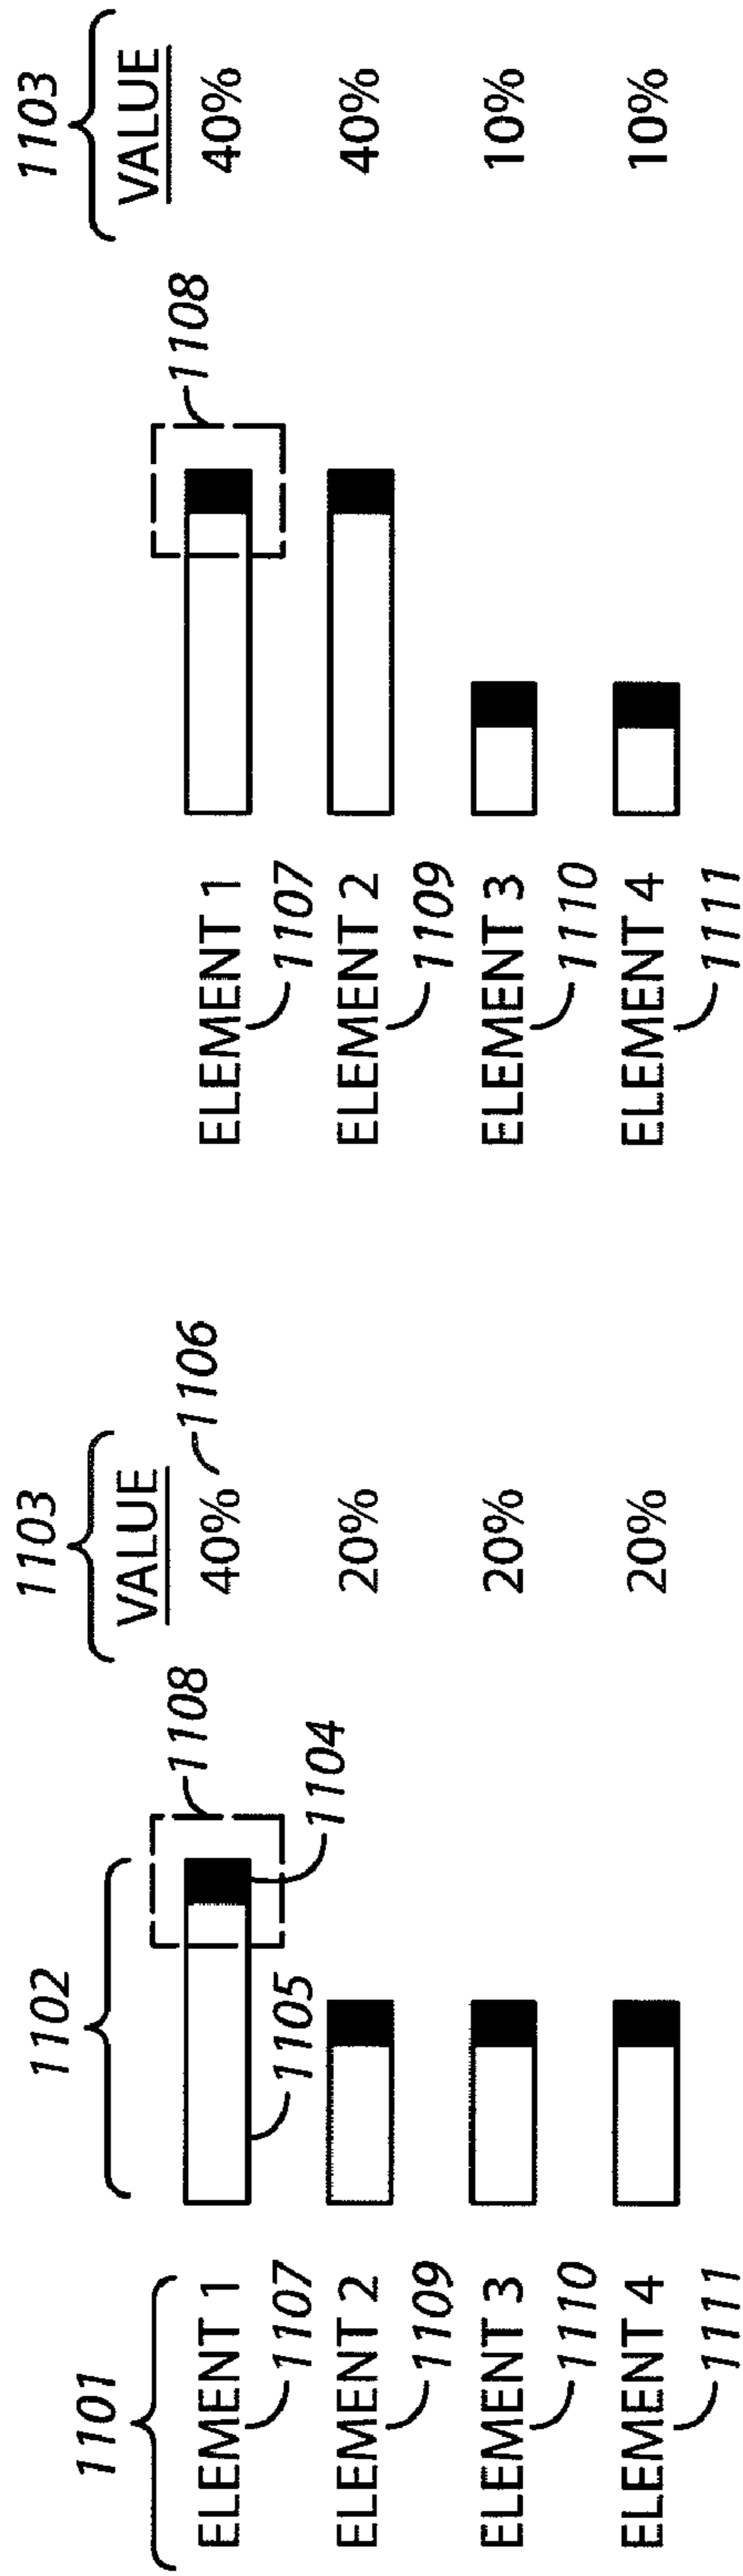 1101
1102
1103
VALUE
ELEMENT 1
1107
1105
1104
1108
40%
1106
ELEMENT 2
1109
20%
ELEMENT 3
1110
20%
ELEMENT 4
1111
20%
1103
VALUE
ELEMENT 1
1107
1108
40%
ELEMENT 2
1109
40%
ELEMENT 3
1110
10%
ELEMENT 4
1111
10%